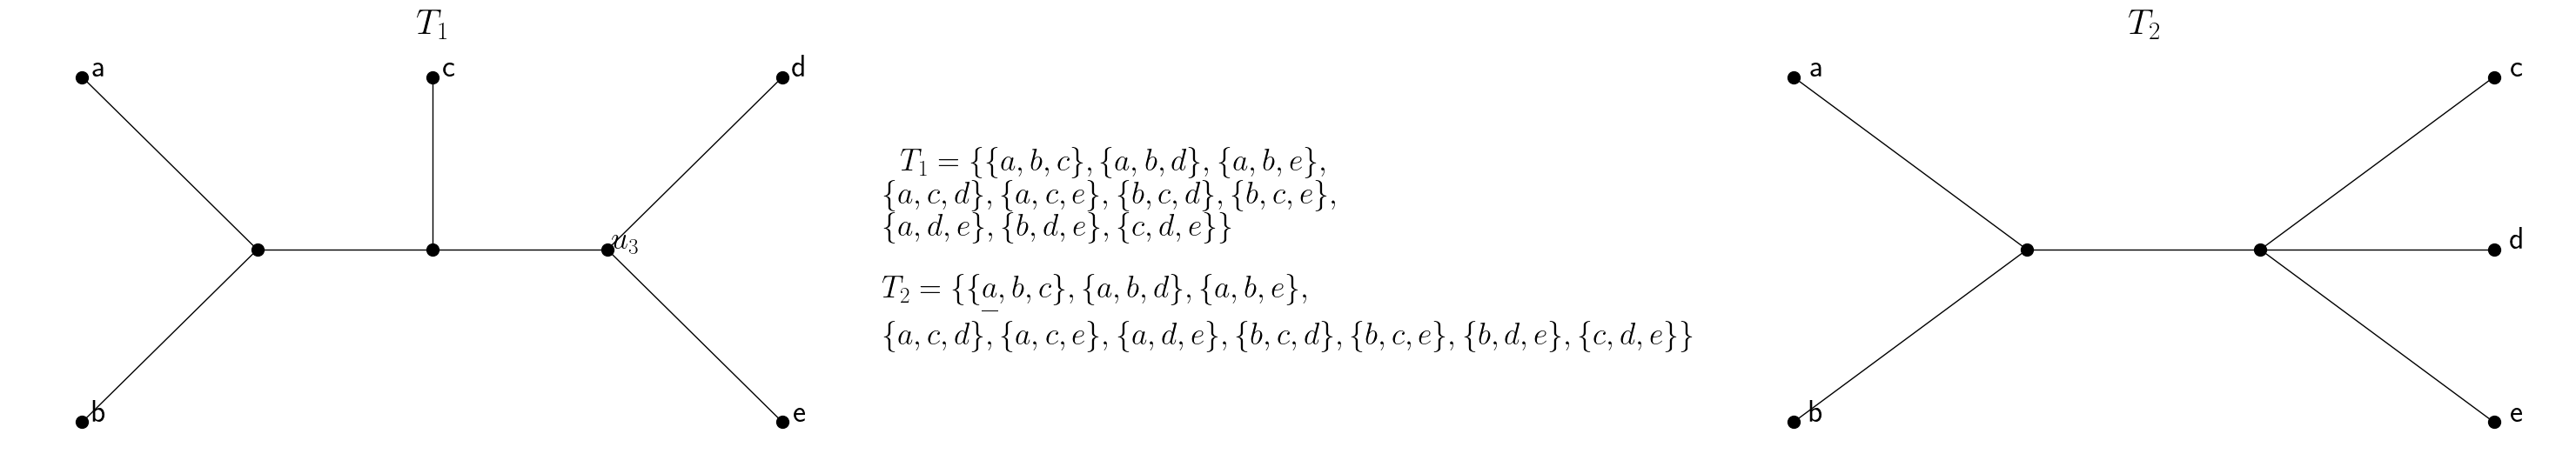 T₁
T₂
a
c
d
a
c
T₁ = {{a, b, c}, {a, b, d}, {a, b, e},
{a, c, d}, {a, c, e}, {b, c, d}, {b, c, e},
{a, d, e}, {b, d, e}, {c, d, e}}
u₃
d
T₂ = {{a, b, c}, {a, b, d}, {a, b, e},
{a, c, d}, {a, c, e}, {a, d, e}, {b, c, d}, {b, c, e}, {b, d, e}, {c, d, e}}
b
e
b
e